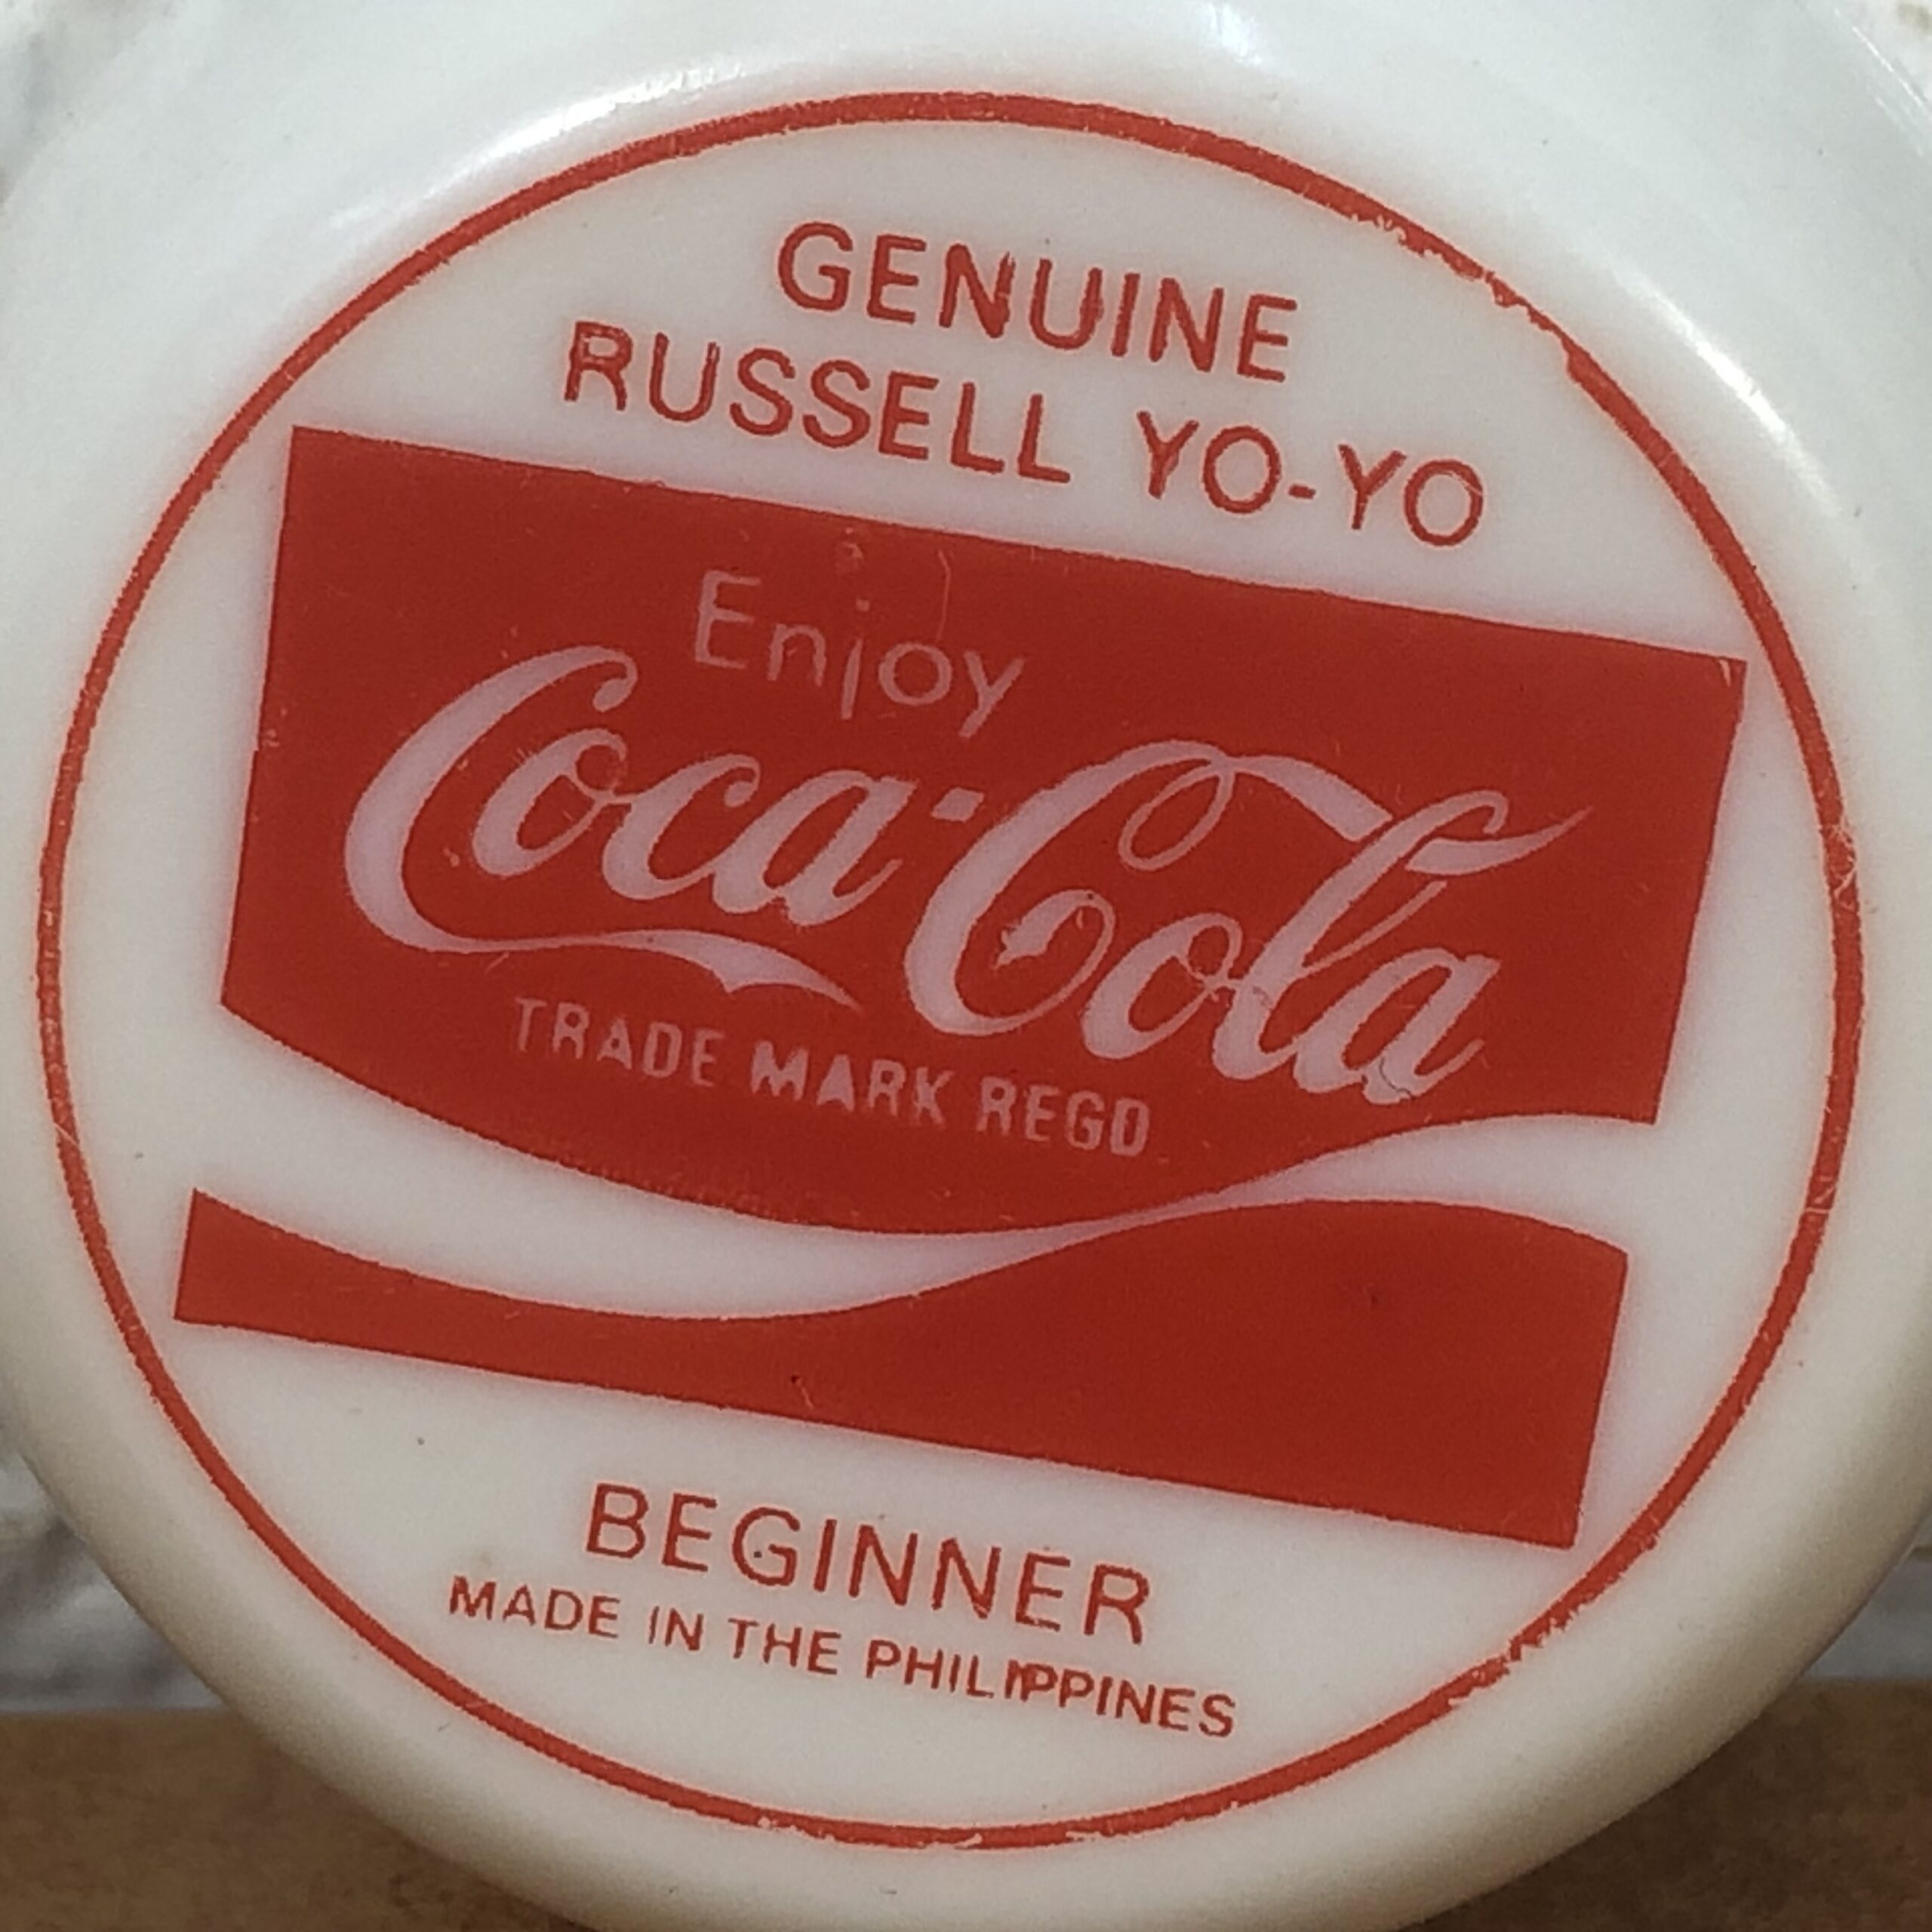 GENUINE
RUSSELL YO-YO
Enjoy
Coca-Cola
TRADE MARK REGD
BEGINNER
MADE IN THE PHILIPPINES